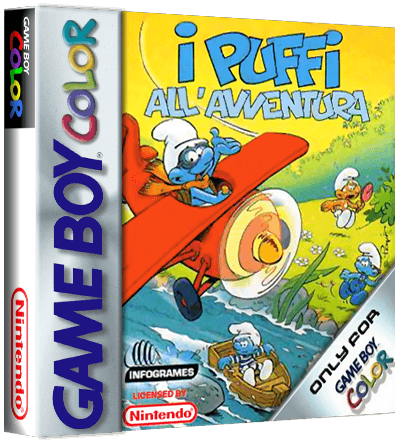 GAME BOY
COLOR
Nintendo
GAME BOY COLOR
I PUFFI
ALL'AVVENTURA
INFOGRAMES
LICENSED BY
Nintendo
ONLY FOR
GAME BOY
COLOR